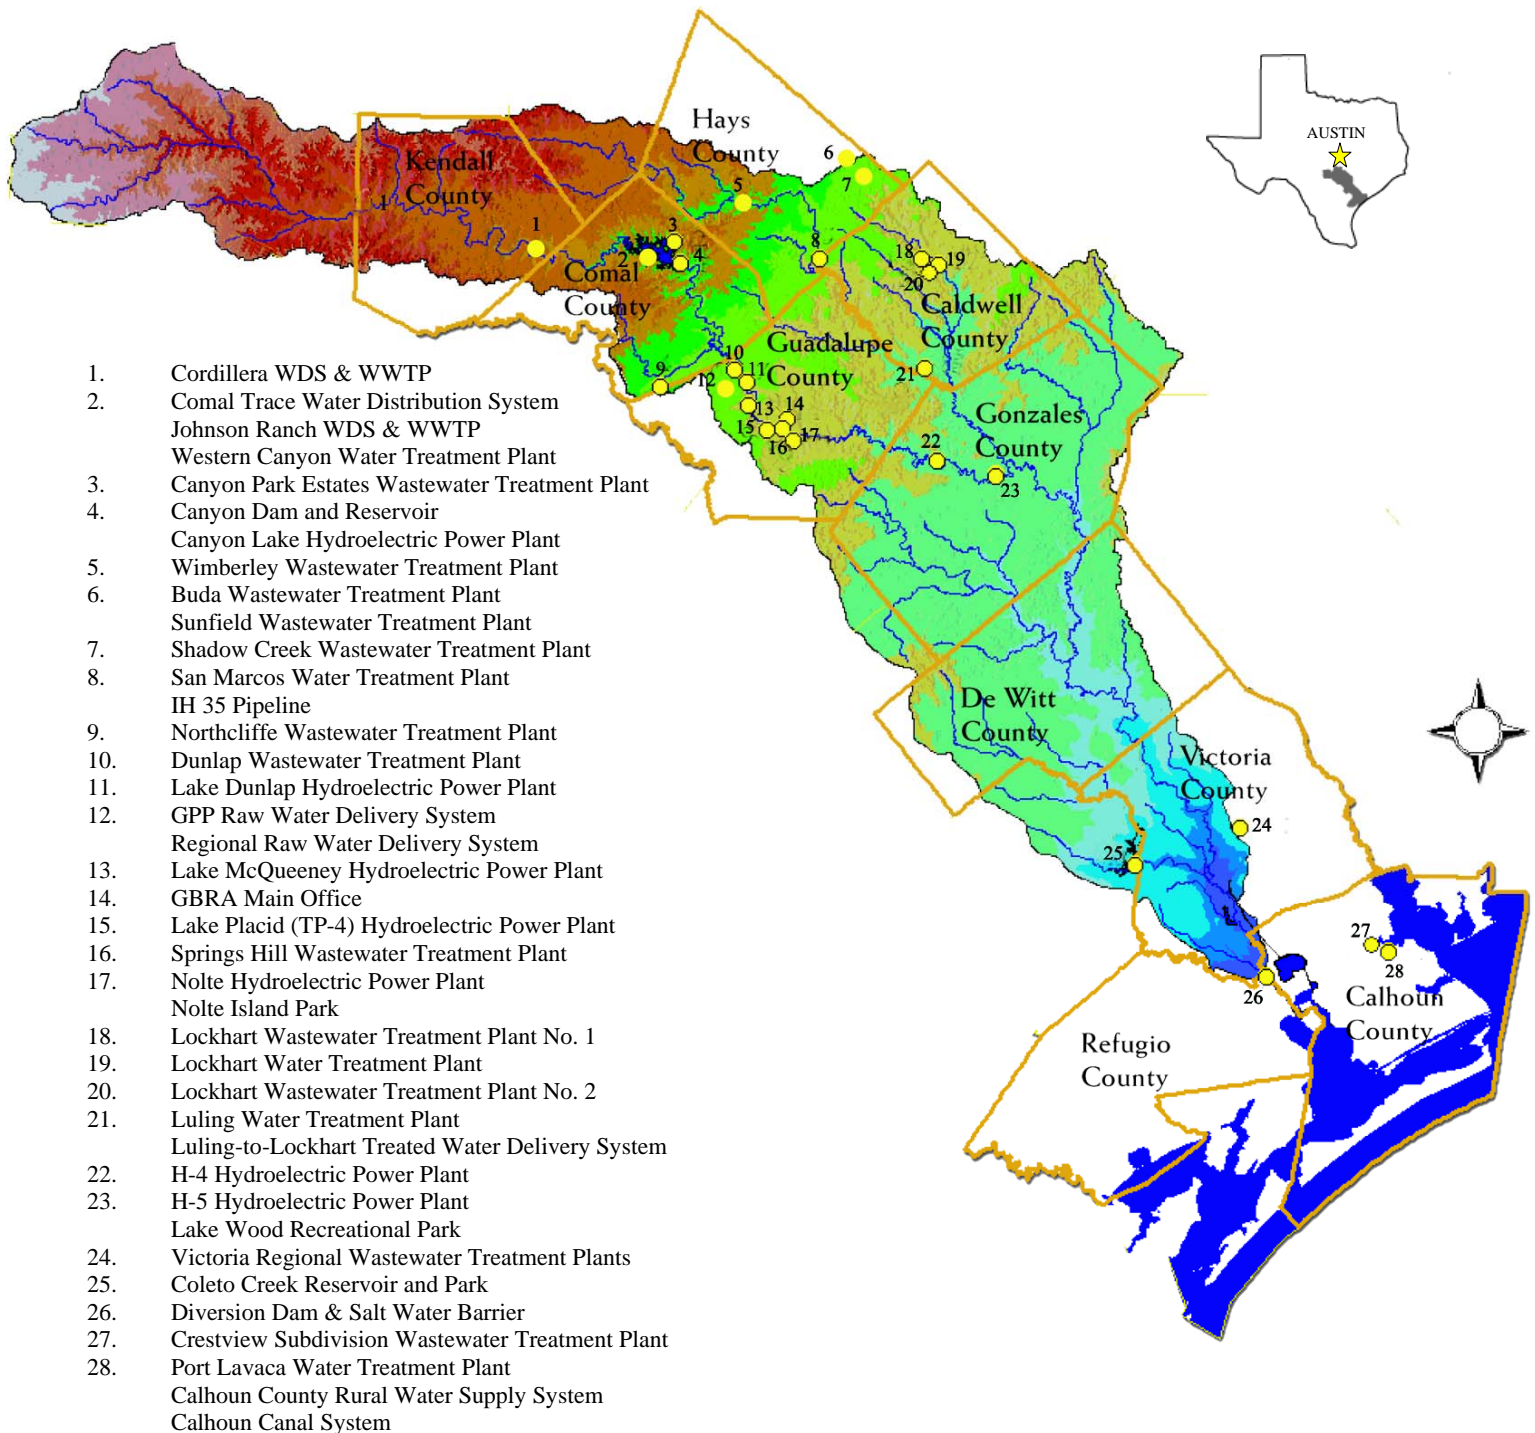 Hays
County
AUSTIN
Kendall
County
6
7
5
1
3
2
4
8
18
19
20
Comal
County
Caldwell
County
Guadalupe
County
9
10
11
12
13
14
15
16
17
21
Gonzales
County
22
23
De Witt
County
Victoria
County
24
25
26
27
28
Calhoun
County
Refugio
County
1. Cordillera WDS & WWTP
2. Comal Trace Water Distribution System
Johnson Ranch WDS & WWTP
Western Canyon Water Treatment Plant
3. Canyon Park Estates Wastewater Treatment Plant
4. Canyon Dam and Reservoir
Canyon Lake Hydroelectric Power Plant
5. Wimberley Wastewater Treatment Plant
6. Buda Wastewater Treatment Plant
Sunfield Wastewater Treatment Plant
7. Shadow Creek Wastewater Treatment Plant
8. San Marcos Water Treatment Plant
IH 35 Pipeline
9. Northcliffe Wastewater Treatment Plant
10. Dunlap Wastewater Treatment Plant
11. Lake Dunlap Hydroelectric Power Plant
12. GPP Raw Water Delivery System
Regional Raw Water Delivery System
13. Lake McQueeney Hydroelectric Power Plant
14. GBRA Main Office
15. Lake Placid (TP-4) Hydroelectric Power Plant
16. Springs Hill Wastewater Treatment Plant
17. Nolte Hydroelectric Power Plant
Nolte Island Park
18. Lockhart Wastewater Treatment Plant No. 1
19. Lockhart Water Treatment Plant
20. Lockhart Wastewater Treatment Plant No. 2
21. Luling Water Treatment Plant
Luling-to-Lockhart Treated Water Delivery System
22. H-4 Hydroelectric Power Plant
23. H-5 Hydroelectric Power Plant
Lake Wood Recreational Park
24. Victoria Regional Wastewater Treatment Plants
25. Coleto Creek Reservoir and Park
26. Diversion Dam & Salt Water Barrier
27. Crestview Subdivision Wastewater Treatment Plant
28. Port Lavaca Water Treatment Plant
Calhoun County Rural Water Supply System
Calhoun Canal System